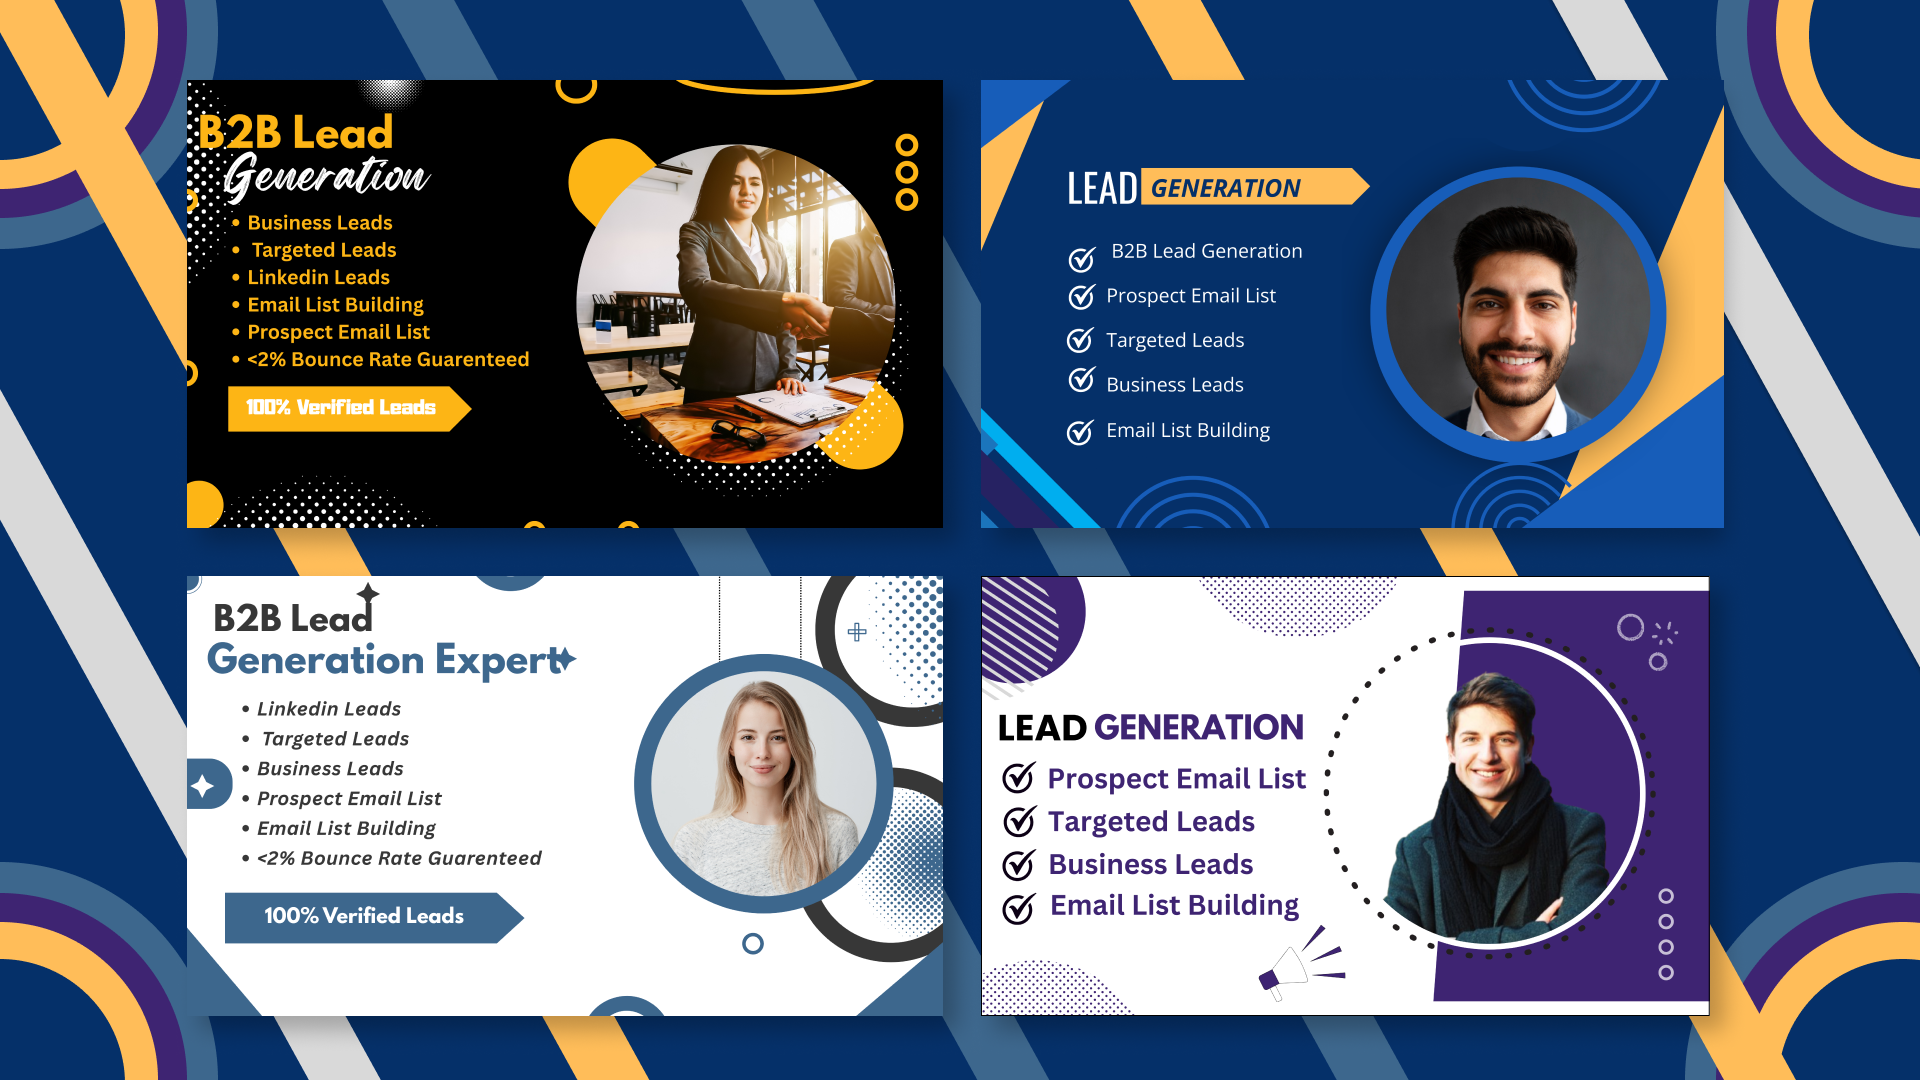 B2B Lead
Generation
• Business Leads
• Targeted Leads
• Linkedin Leads
• Email List Building
• Prospect Email List
• <2% Bounce Rate Guarenteed
100% Verified Leads
LEAD GENERATION
B2B Lead Generation
Prospect Email List
Targeted Leads
Business Leads
Email List Building
B2B Lead
Generation Expert
• Linkedin Leads
• Targeted Leads
• Business Leads
• Prospect Email List
• Email List Building
• <2% Bounce Rate Guarenteed
100% Verified Leads
LEAD GENERATION
Prospect Email List
Targeted Leads
Business Leads
Email List Building